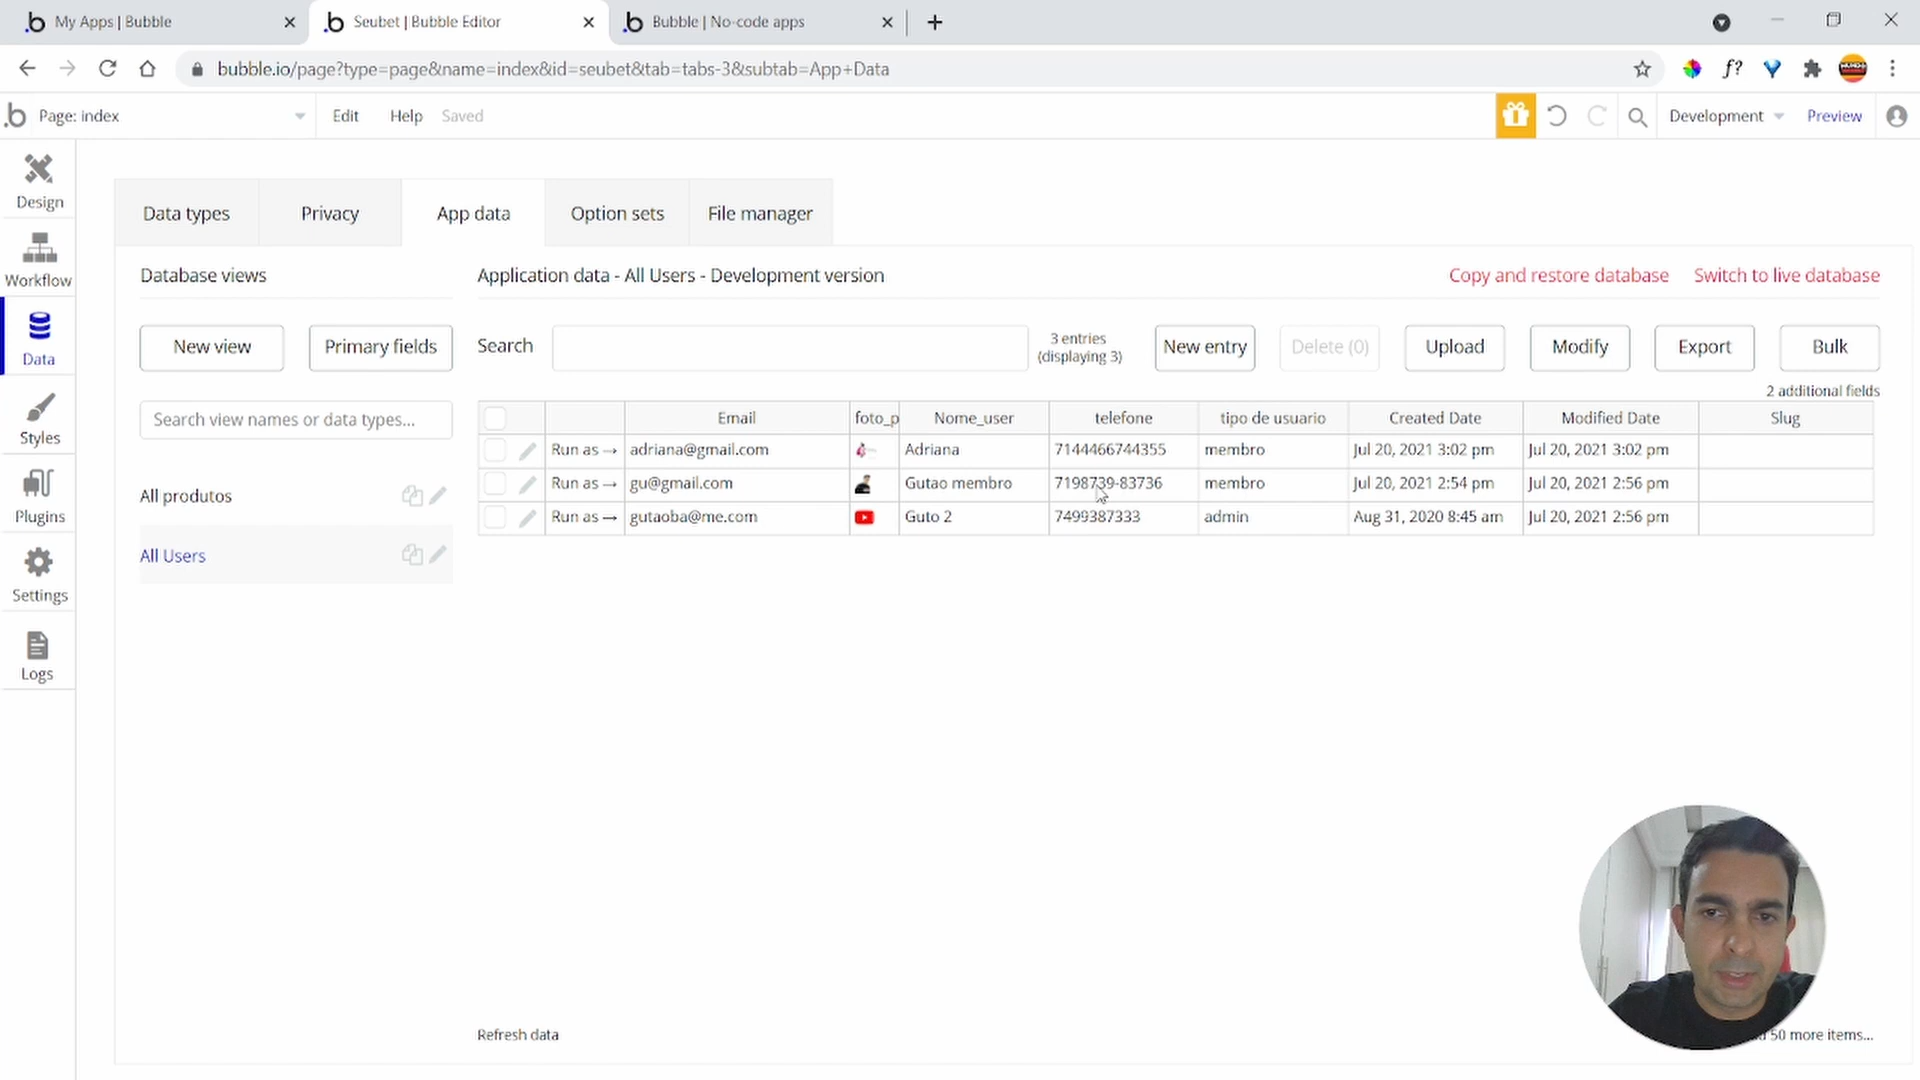 My Apps | Bubble
Seubet | Bubble Editor
Bubble | No-code apps
bubble.io/page?type=page&name=index&id=seubet&tab=tabs-3&subtab=App+Data
f?
Page: index
Edit
Help
Saved
Development
Preview
Design
Workflow
Data
Styles
Plugins
Settings
Logs
Data types
Privacy
App data
Option sets
File manager
Database views
Application data - All Users - Development version
Copy and restore database
Switch to live database
New view
Primary fields
Search
3 entries
(displaying 3)
New entry
Delete (0)
Upload
Modify
Export
Bulk
2 additional fields
Search view names or data types...
All produtos
All Users
Email foto_p Nome_user telefone tipo de usuario Created Date Modified Date Slug
Run as → adriana@gmail.com Adriana 7144466744355 membro Jul 20, 2021 3:02 pm Jul 20, 2021 3:02 pm
Run as → gu@gmail.com Gutao membro 7198739-83736 membro Jul 20, 2021 2:54 pm Jul 20, 2021 2:56 pm
Run as → gutaoba@me.com Guto 2 7499387333 admin Aug 31, 2020 8:45 am Jul 20, 2021 2:56 pm
Refresh data
50 more items...